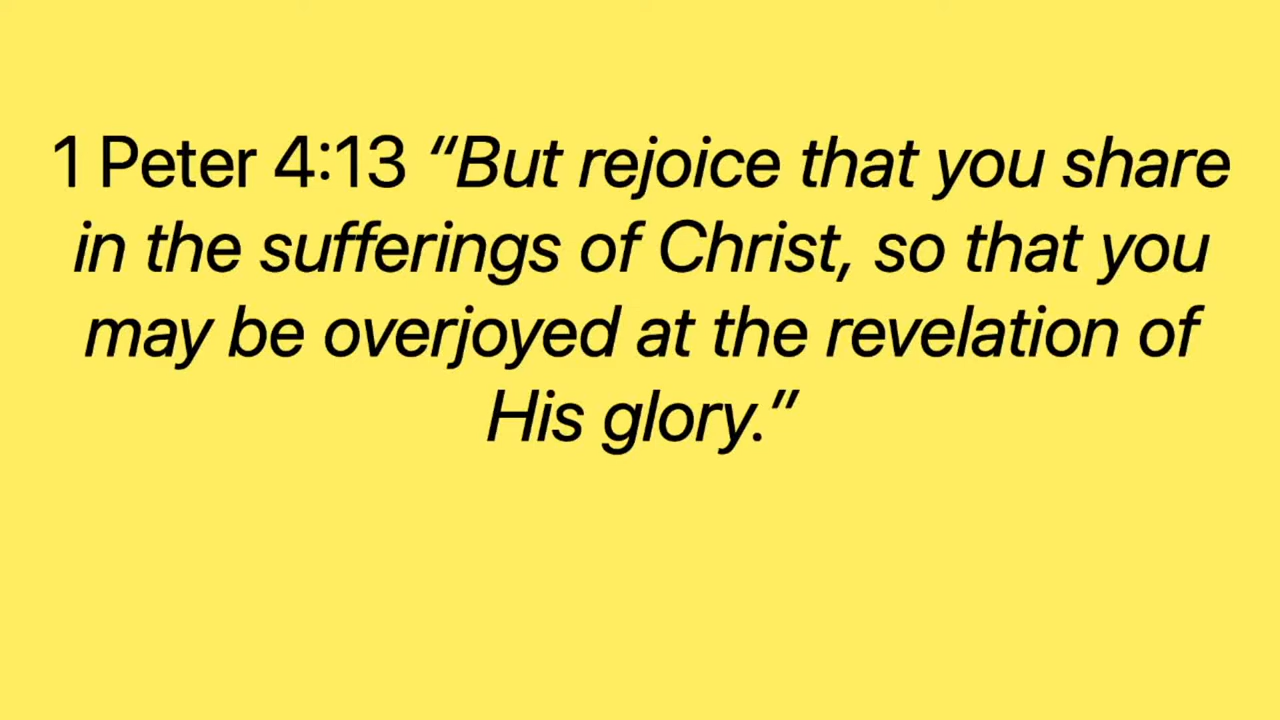 1 Peter 4:13 “But rejoice that you share
in the sufferings of Christ, so that you
may be overjoyed at the revelation of
His glory.”